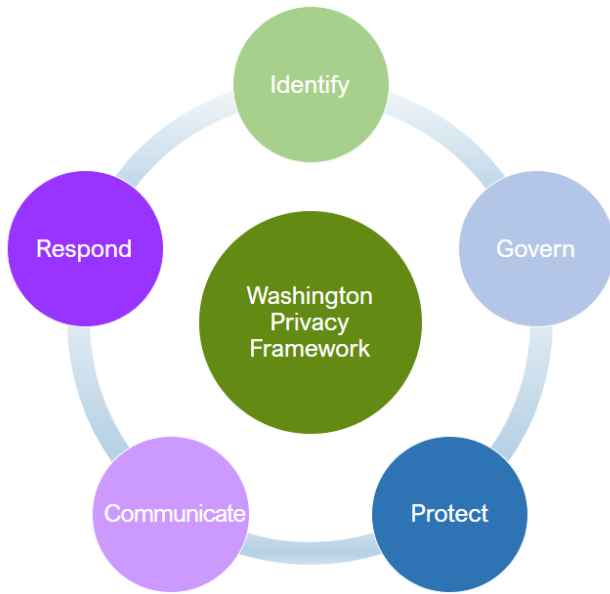 Identify
Govern
Protect
Communicate
Respond
Washington
Privacy
Framework